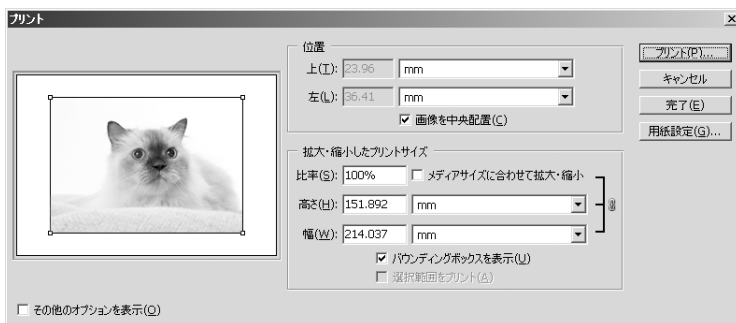 プリント
位置
上(T): 23.96 mm
左(L): 36.41 mm
画像を中央配置(C)
拡大・縮小したプリントサイズ
比率(S): 100% メディアサイズに合わせて拡大・縮小
高さ(H): 151.892 mm
幅(W): 214.037 mm
バウンディングボックスを表示(U)
選択範囲をプリント(A)
その他のオプションを表示(O)
プリント(P)...
キャンセル
完了(E)
用紙設定(G)...